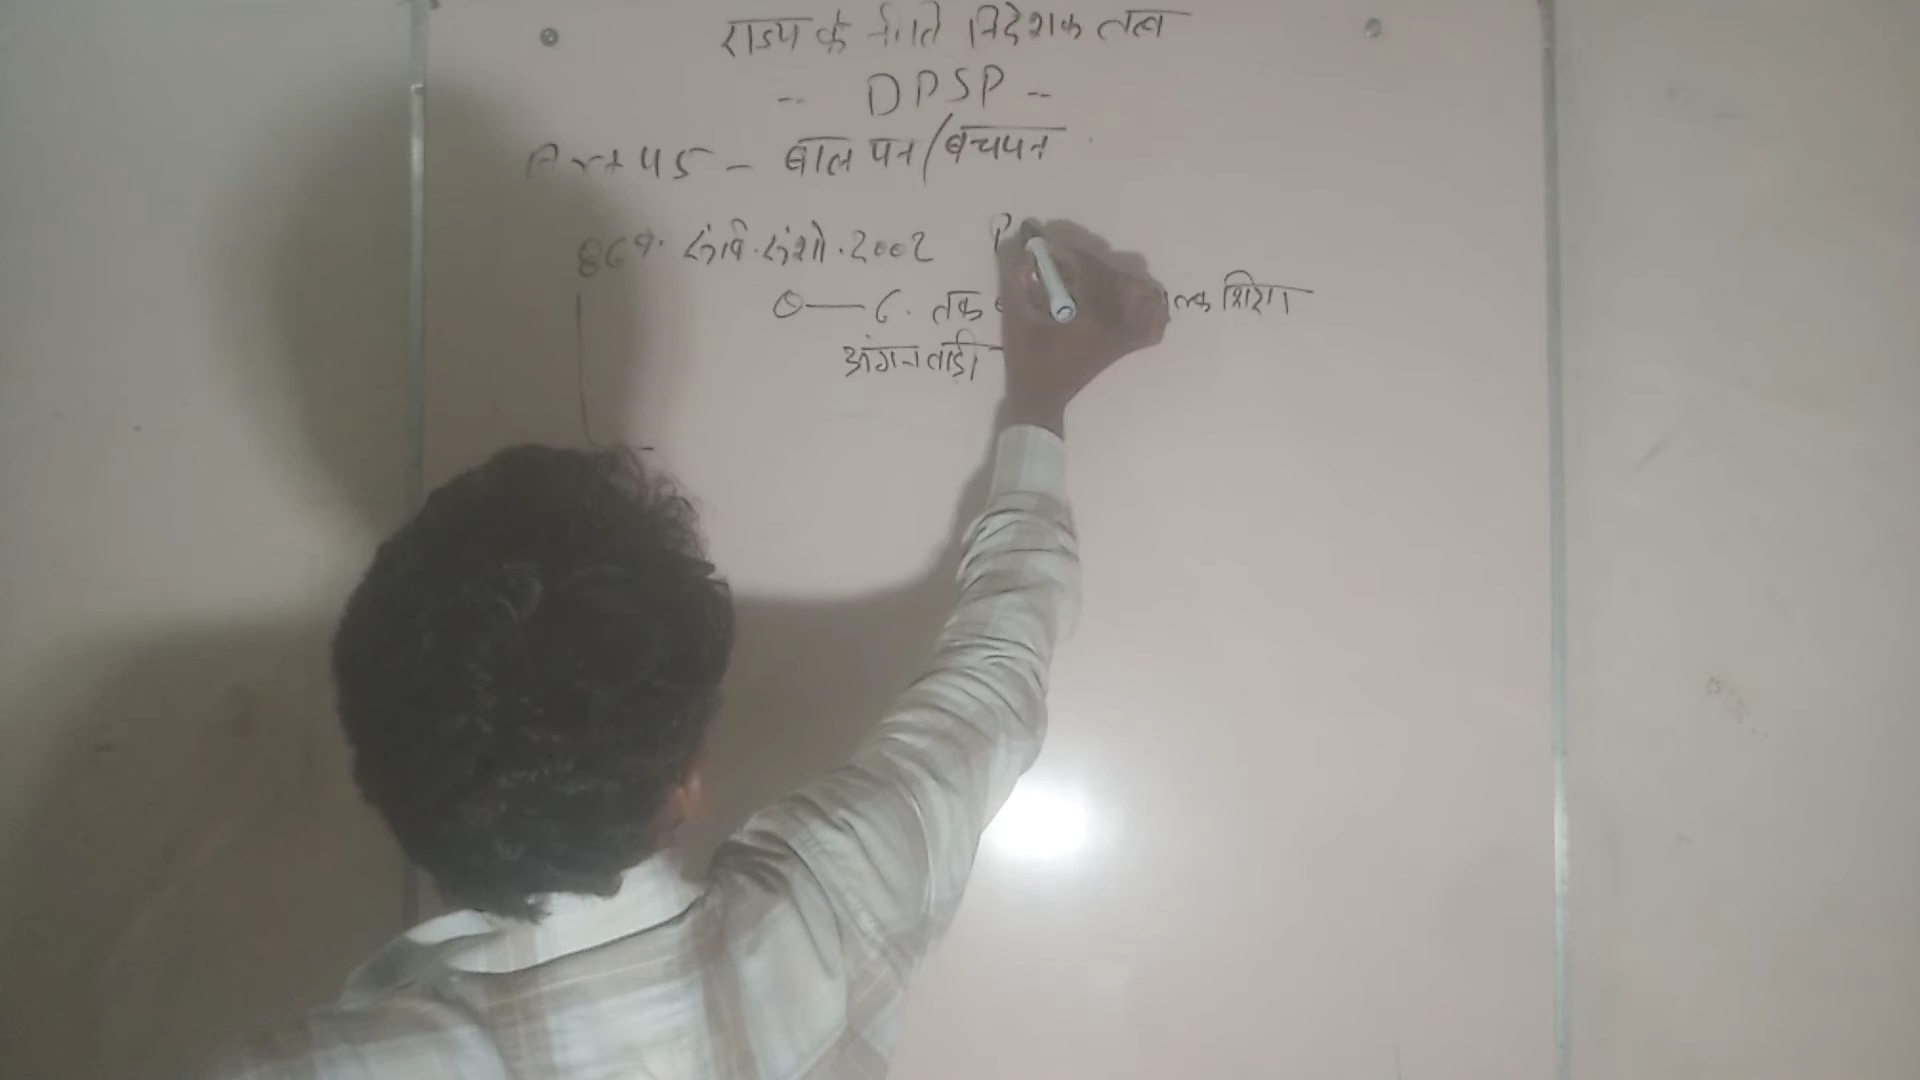 राज्य के नीति निदेशक तत्व
-- DPSP --
Art 45 - बाल पन/बचपन
86वे. संवि. संशो. 2002 P
0 — 6. तक शिक्षा
आंगनवाड़ी